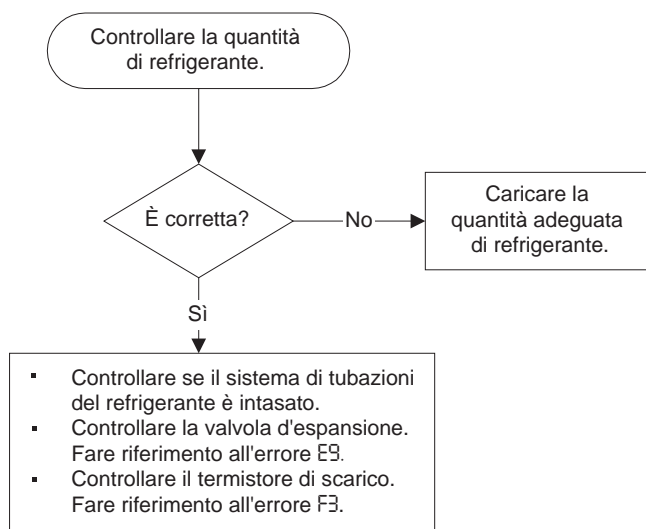 Controllare la quantità
di refrigerante.
È corretta?
No
Caricare la
quantità adeguata
di refrigerante.
Sì
▪ Controllare se il sistema di tubazioni
del refrigerante è intasato.
▪ Controllare la valvola d'espansione.
Fare riferimento all'errore E9.
▪ Controllare il termistore di scarico.
Fare riferimento all'errore F3.